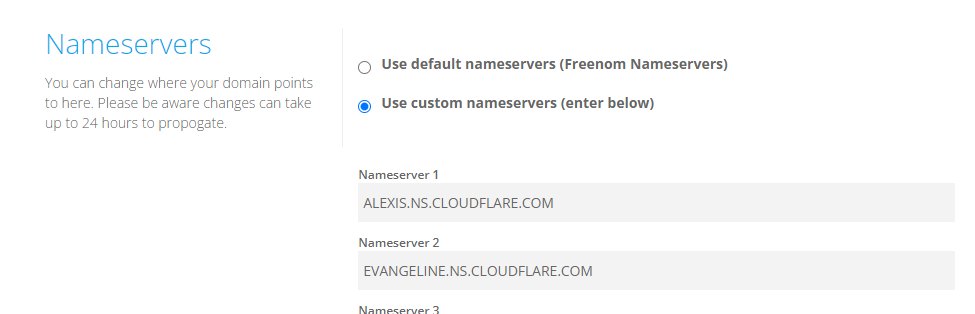 Nameservers
You can change where your domain points
to here. Please be aware changes can take
up to 24 hours to propogate.
Use default nameservers (Freenom Nameservers)
Use custom nameservers (enter below)
Nameserver 1
ALEXIS.NS.CLOUDFLARE.COM
Nameserver 2
EVANGELINE.NS.CLOUDFLARE.COM
Nameserver 3